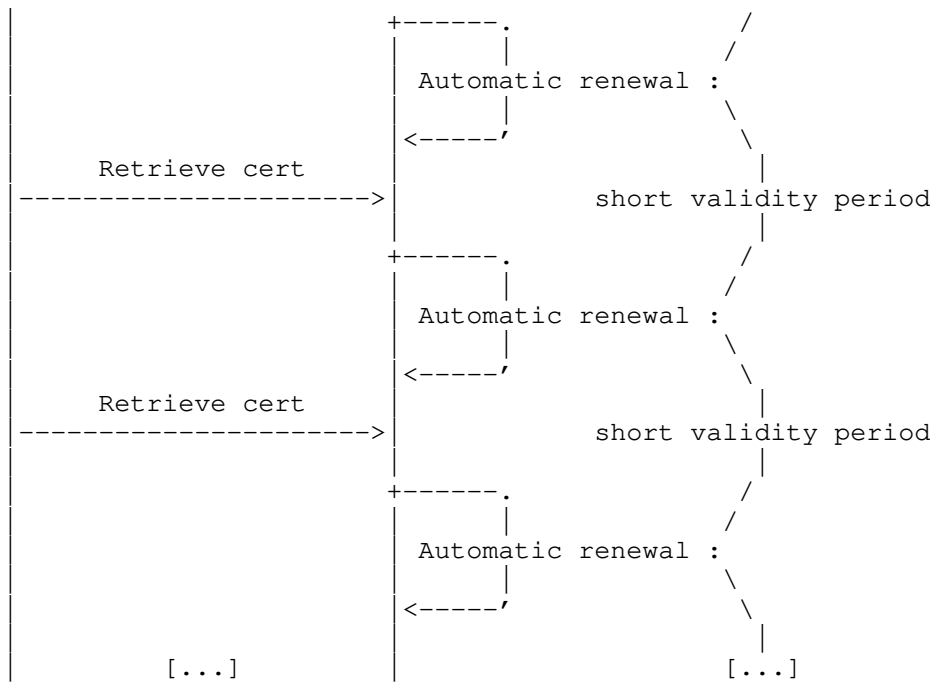 Automatic renewal :
Retrieve cert
short validity period
Automatic renewal :
Retrieve cert
short validity period
Automatic renewal :
[...] [...]